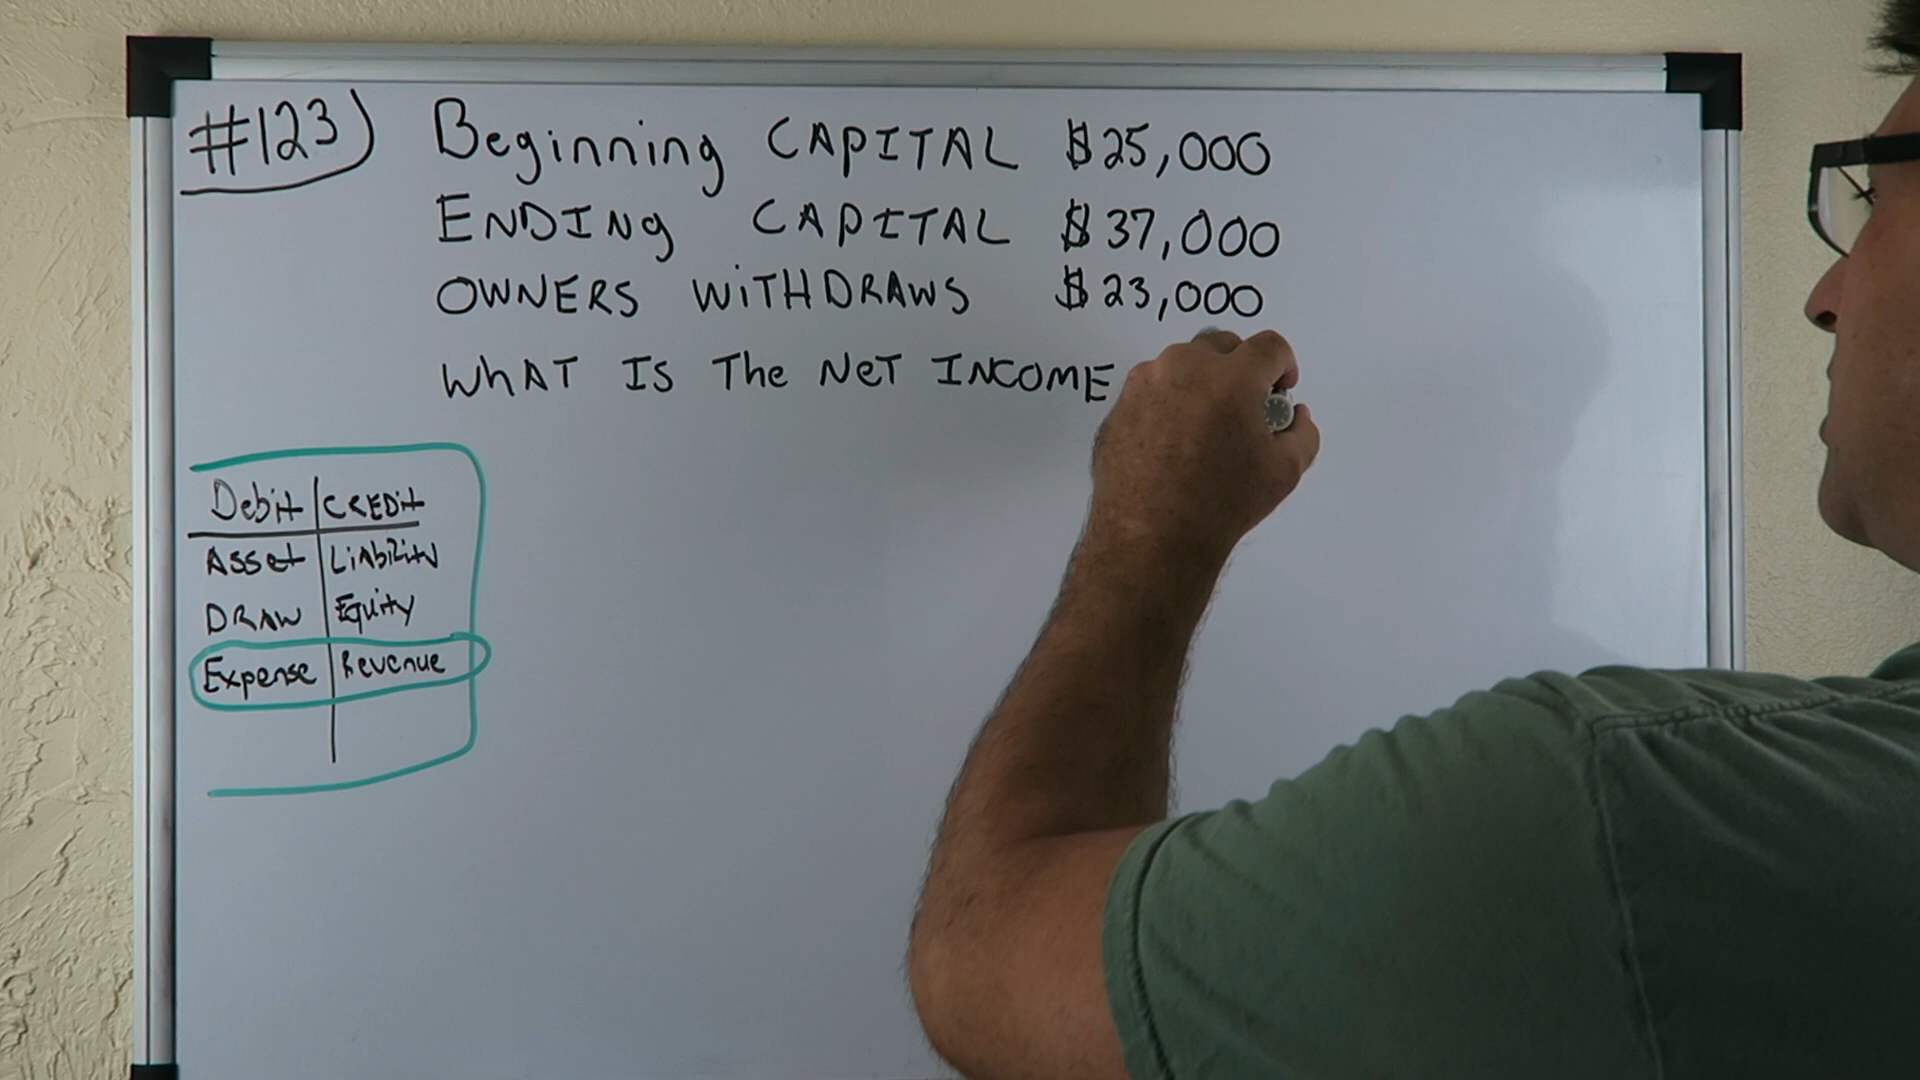 #123) Beginning CAPITAL $25,000
ENDINg CAPITAL $37,000
OWNERS WiTHDRAWS $23,000
WhAT IS The NeT INCOME
Debit CREDit
Asset Liability
DRAW Equity
Expense Revenue